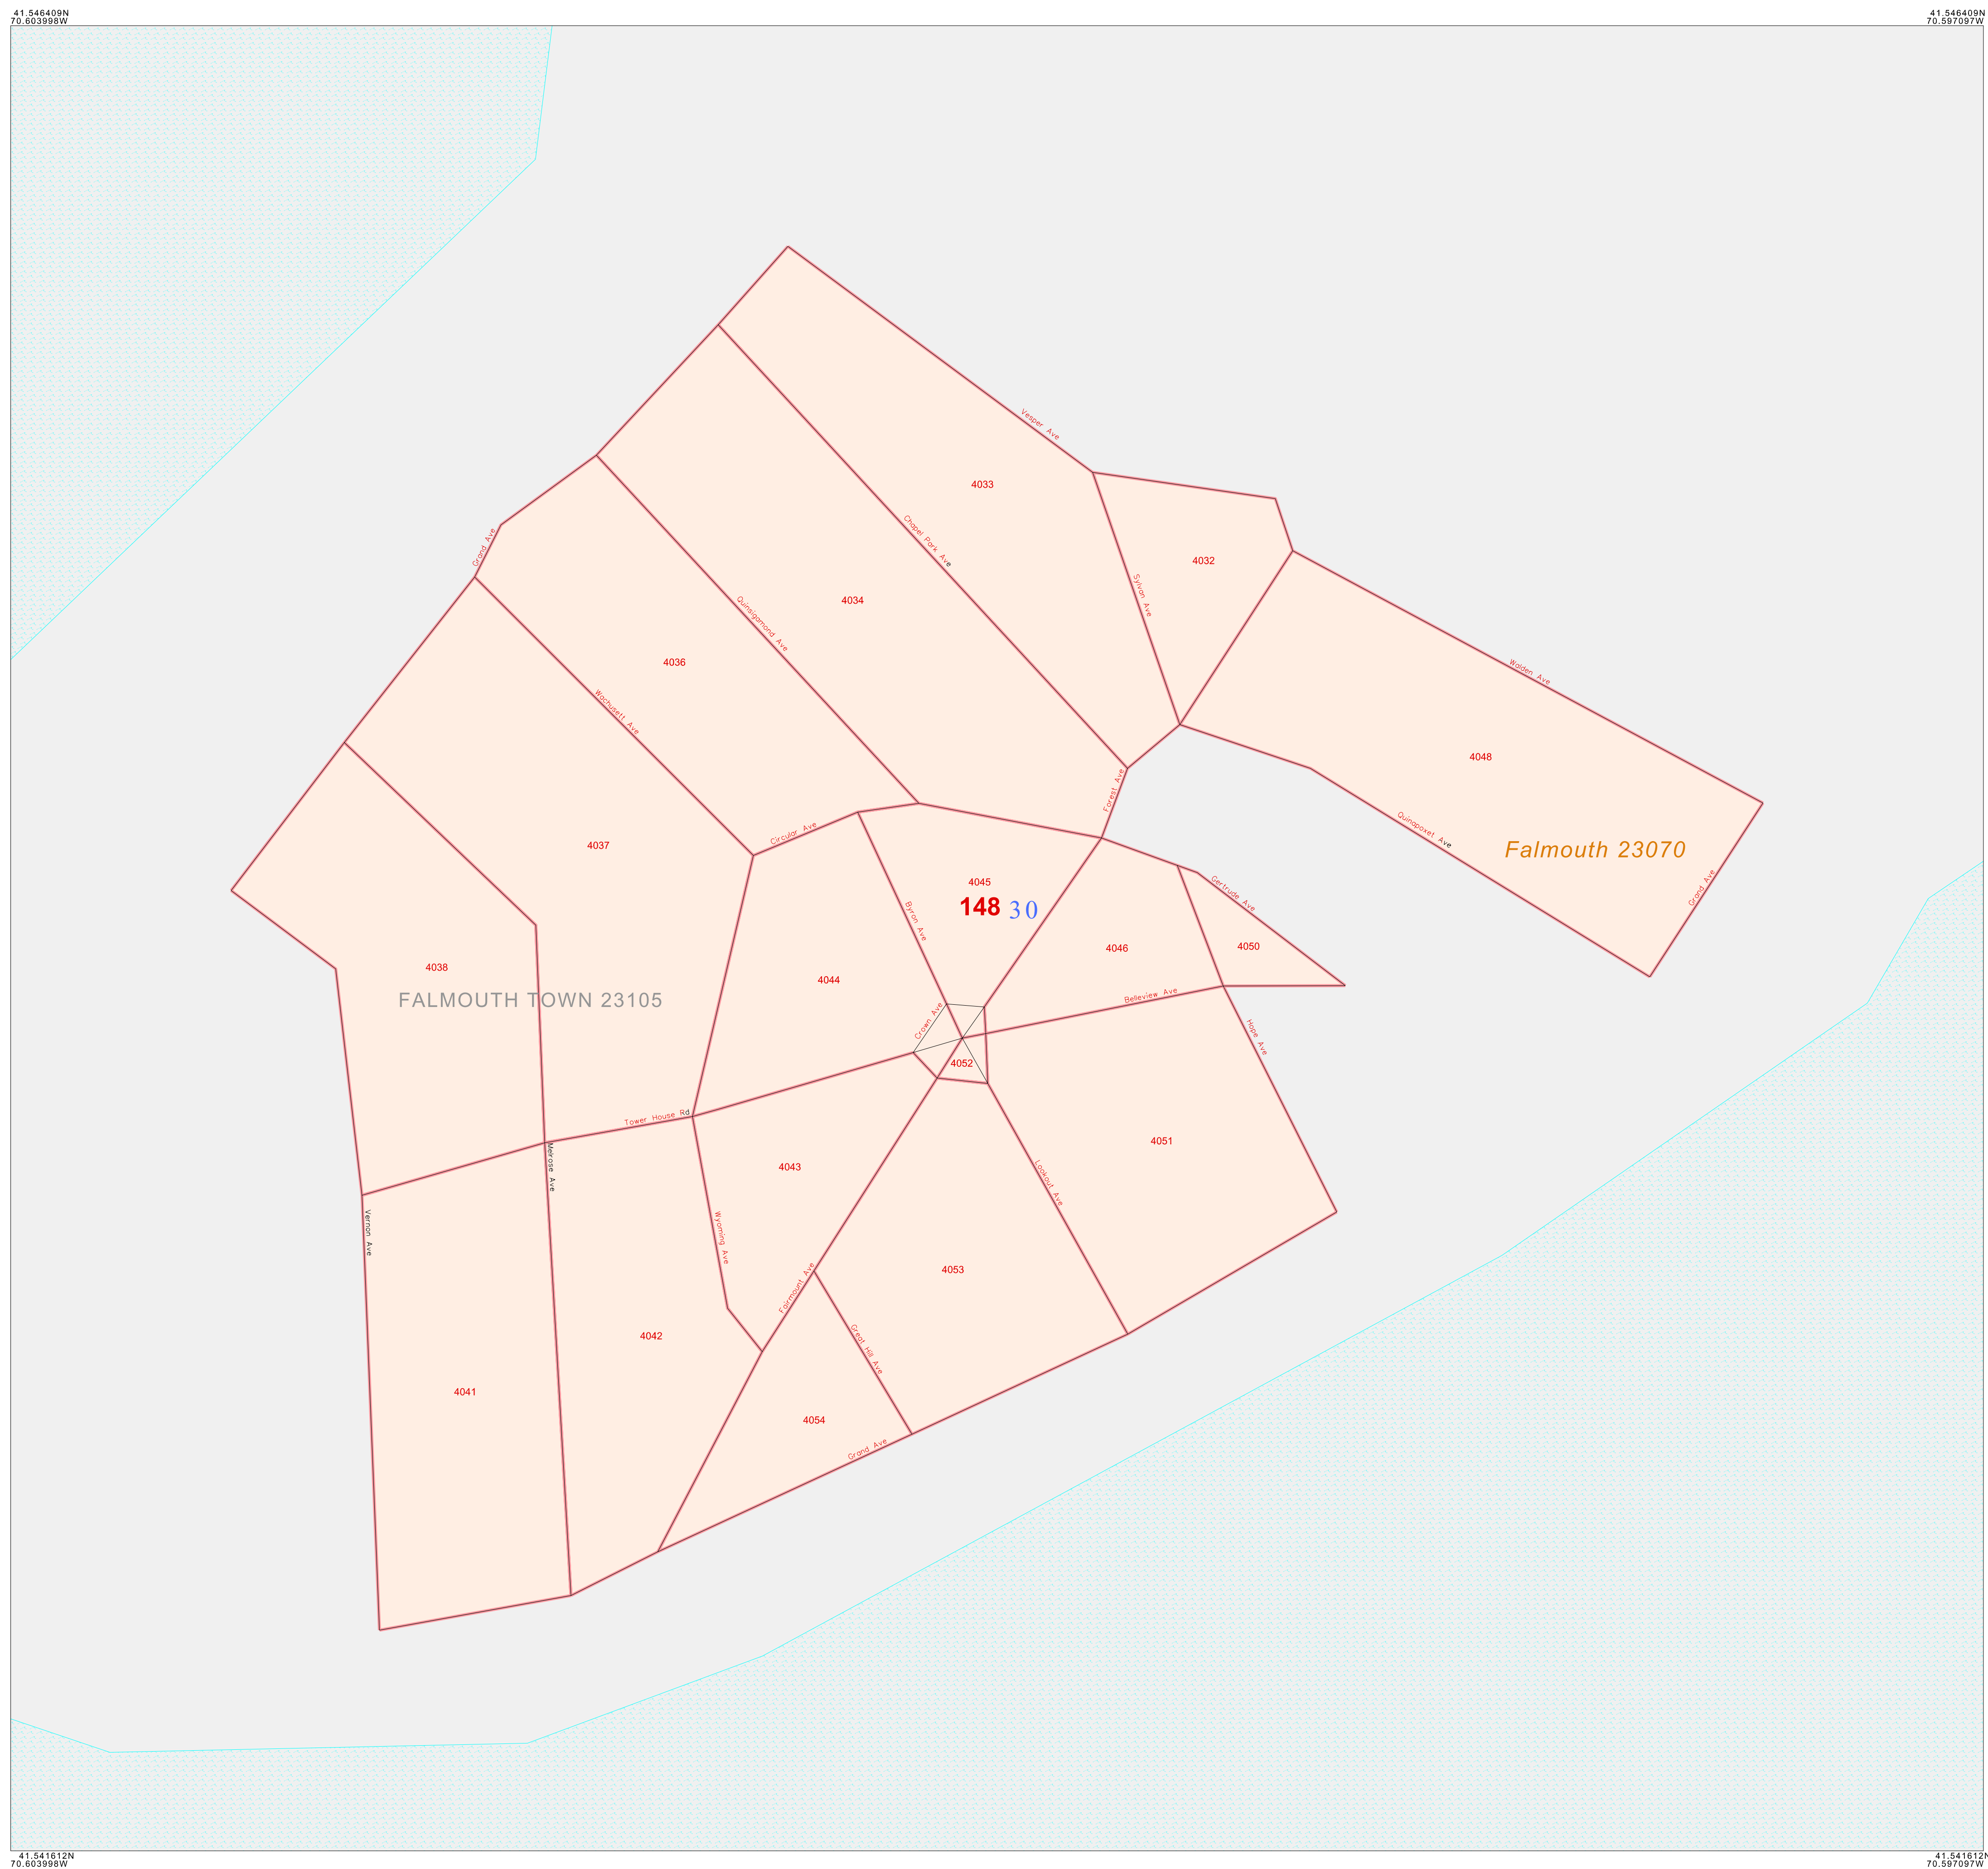 41.546409N
70.603998W
41.546409N
70.597097W
Vesper Ave
4033
Chapel Park Ave
Grand Ave
4032
Sylvan Ave
4034
Quinsigamond Ave
4036
Walden Ave
Wachusett Ave
4048
Forest Ave
Circular Ave
Quinapoxet Ave
4037
Falmouth 23070
4045
Gertrude Ave
Grand Ave
148 30
Byron Ave
4046
4050
4038
4044
FALMOUTH TOWN 23105
Belleview Ave
Crown Ave
Hope Ave
4052
Tower House Rd
4051
Melrose Ave
4043
Lookout Ave
Vernon Ave
Wyoming Ave
4053
Fairmount Ave
4042
Great Hill Ave
4041
4054
Grand Ave
41.541612N
70.603998W
41.541612N
70.597097W